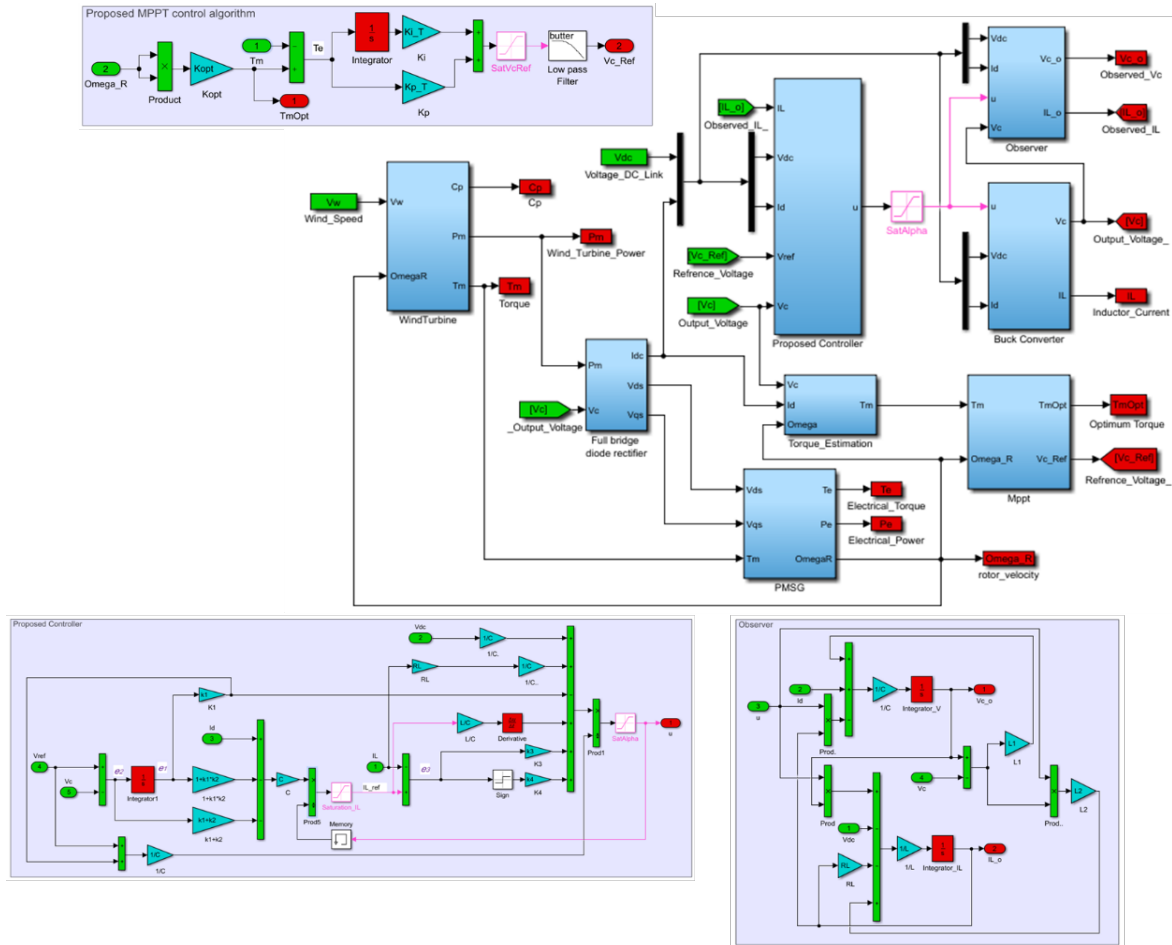 Proposed MPPT control algorithm
2
Omega_R
×
Product
Kopt
Kopt
1
Tm
1
TmOpt
Te
1
s
Integrator
Ki_T
Ki
Kp_T
Kp
SatVcRef
butter
Low pass
Filter
2
Vc_Ref
Vw
Wind_Speed
Vw
OmegaR
Cp
Pm
Tm
WindTurbine
Cp
Cp
Pm
Wind_Turbine_Power
Tm
Torque
[IL_o]
Observed_IL_
Vdc
Voltage_DC_Link
[Vc_Ref]
Refrence_Voltage
[Vc]
Output_Voltage
IL
Vdc
Id
Vref
Vc
u
Proposed Controller
SatAlpha
Vdc
Id
u
Vc
Vc_o
IL_o
Observer
Vc_o
Observed_Vc
[IL_o]
Observed_IL
u
Vdc
Id
Vc
IL
Buck Converter
[Vc]
Output_Voltage_
IL
Inductor_Current
Pm
Vc
Idc
Vds
Vqs
Full bridge
diode rectifier
[Vc]
_Output_Voltage
Vc
Id
Omega
Tm
Torque_Estimation
Tm
Omega_R
TmOpt
Vc_Ref
Mppt
TmOpt
Optimum Torque
[Vc_Ref]
Refrence_Voltage_
Vds
Vqs
Tm
Te
Pe
OmegaR
PMSG
Te
Electrical_Torque
Pe
Electrical_Power
Omega_R
rotor_velocity
Proposed Controller
Vdc
2
1/C
1/C.
RL
RL
1/C
1/C..
k1
K1
Id
3
Vref
4
Vc
5
e2
Integrator1
e1
1+k1*k2
1+k1*k2
k1+k2
k1+k2
1/C
1/C
C
C
Prod5
Saturation_IL
Memory
IL_ref
IL
1
e3
L/C
L/C
Derivative
k3
K3
Sign
k4
K4
Prod1
SatAlpha
1
u
Observer
2
Id
3
u
Prod.
1/C
1/C
Integrator_V
1
Vc_o
4
Vc
L1
L1
Prod
Prod..
L2
L2
1
Vdc
RL
RL
1/L
1/L
Integrator_IL
2
IL_o